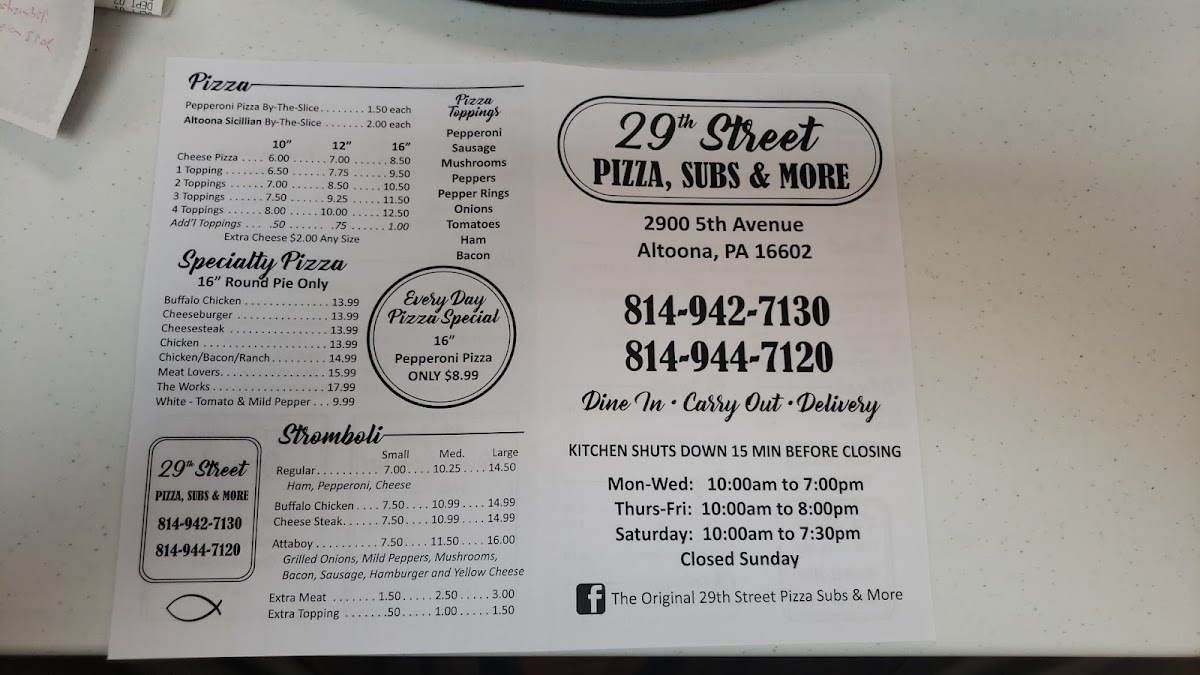 Pizza
Pepperoni Pizza By-The-Slice........ 1.50 each
Altoona Sicillian By-The-Slice ....... 2.00 each
10" 12" 16"
Cheese Pizza .... 6.00 ....... 7.00 ...... 8.50
1 Topping ....... 6.50 ....... 7.75 ...... 9.50
2 Toppings ...... 7.00 ....... 8.50 ..... 10.50
3 Toppings ...... 7.50 ....... 9.25 ..... 11.50
4 Toppings ...... 8.00 ...... 10.00 ..... 12.50
Add'l Toppings ... .50 ....... .75 ...... 1.00
Extra Cheese $2.00 Any Size
Pizza
Toppings
Pepperoni
Sausage
Mushrooms
Peppers
Pepper Rings
Onions
Tomatoes
Ham
Bacon
Specialty Pizza
16" Round Pie Only
Buffalo Chicken .............. 13.99
Cheeseburger ................ 13.99
Cheesesteak ................. 13.99
Chicken ..................... 13.99
Chicken/Bacon/Ranch......... 14.99
Meat Lovers.................. 15.99
The Works ................... 17.99
White - Tomato & Mild Pepper ... 9.99
Every Day
Pizza Special
16"
Pepperoni Pizza
ONLY $8.99
29th Street
PIZZA, SUBS & MORE
814-942-7130
814-944-7120
Stromboli
Small Med. Large
Regular.......... 7.00.... 10.25.... 14.50
Ham, Pepperoni, Cheese
Buffalo Chicken .... 7.50.... 10.99.... 14.99
Cheese Steak...... 7.50.... 10.99.... 14.99
Attaboy .......... 7.50.... 11.50.... 16.00
Grilled Onions, Mild Peppers, Mushrooms,
Bacon, Sausage, Hamburger and Yellow Cheese
Extra Meat ....... 1.50.... 2.50.... 3.00
Extra Topping ...... .50.... 1.00.... 1.50
29th Street
PIZZA, SUBS & MORE
2900 5th Avenue
Altoona, PA 16602
814-942-7130
814-944-7120
Dine In • Carry Out • Delivery
KITCHEN SHUTS DOWN 15 MIN BEFORE CLOSING
Mon-Wed: 10:00am to 7:00pm
Thurs-Fri: 10:00am to 8:00pm
Saturday: 10:00am to 7:30pm
Closed Sunday
f The Original 29th Street Pizza Subs & More